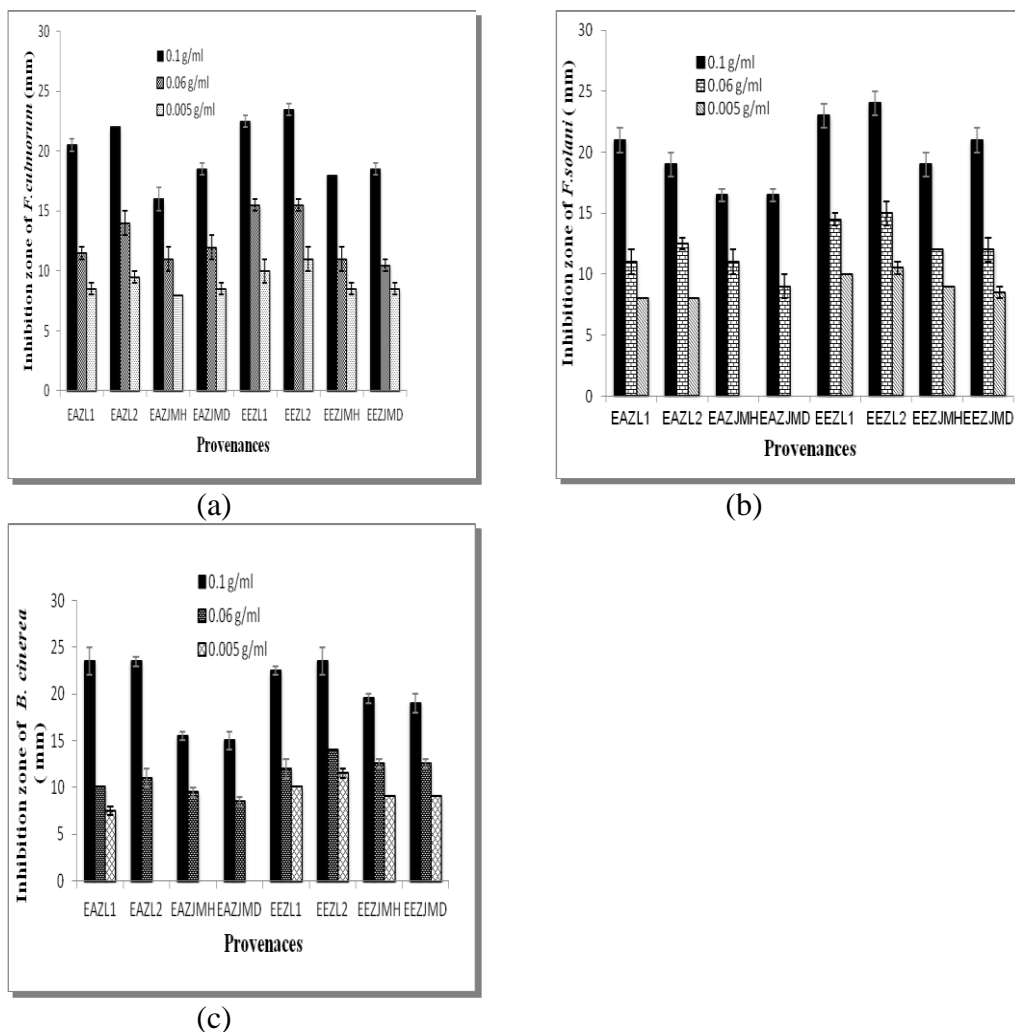 30
25
20
15
10
5
0
Inhibition zone of F.culmorum (mm)
0.1 g/ml
0.06 g/ml
0.005 g/ml
EAZL1 EAZL2 EAZJMH EAZJMD EEZL1 EEZL2 EEZJMH EEZJMD
Provenances
(a)
30
25
20
15
10
5
0
Inhibition zone of F.solani ( mm)
0.1 g/ml
0.06 g/ml
0.005 g/ml
EAZL1 EAZL2 EAZJMH EAZJMD EEZL1 EEZL2 EEZJMH EEZJMD
Provenances
(b)
30
25
20
15
10
5
0
Inhibition zone of B. cinerea
( mm)
0.1 g/ml
0.06 g/ml
0.005 g/ml
EAZL1 EAZL2 EAZJMH EAZJMD EEZL1 EEZL2 EEZJMH EEZJMD
Provenaces
(c)